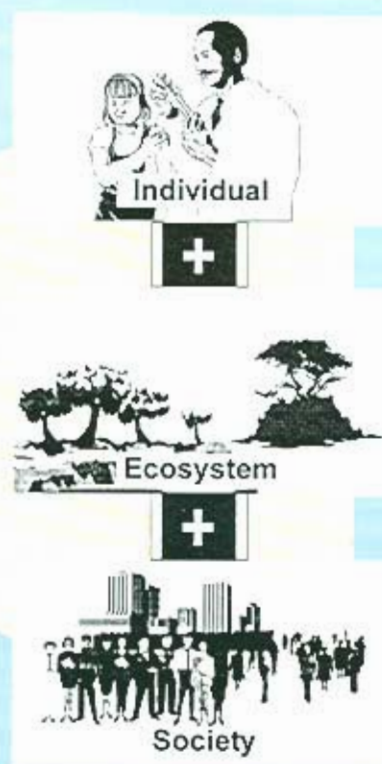 Individual
+
Ecosystem
+
Society